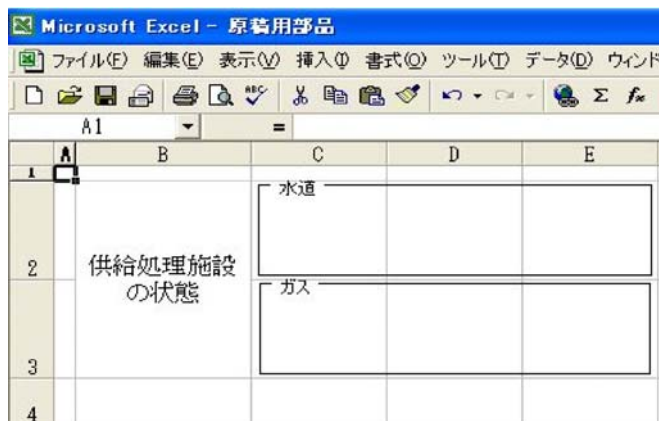 Microsoft Excel - 原稿用部品
ファイル(F) 編集(E) 表示(V) 挿入(I) 書式(O) ツール(T) データ(D) ウィンド
ABC Σ fx
A1 =
A B C D E
1
水道
2 供給処理施設
の状態
ガス
3
4